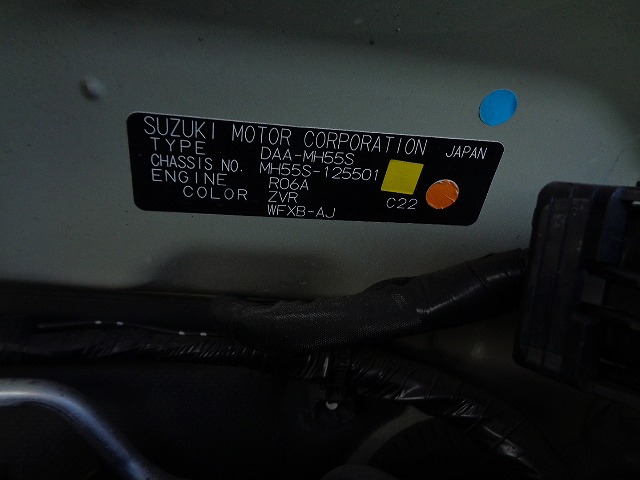 SUZUKI MOTOR CORPORATION JAPAN
TYPE DAA-MH55S
CHASSIS NO. MH55S-125501
ENGINE R06A
COLOR ZVR C22
WFXB-AJ